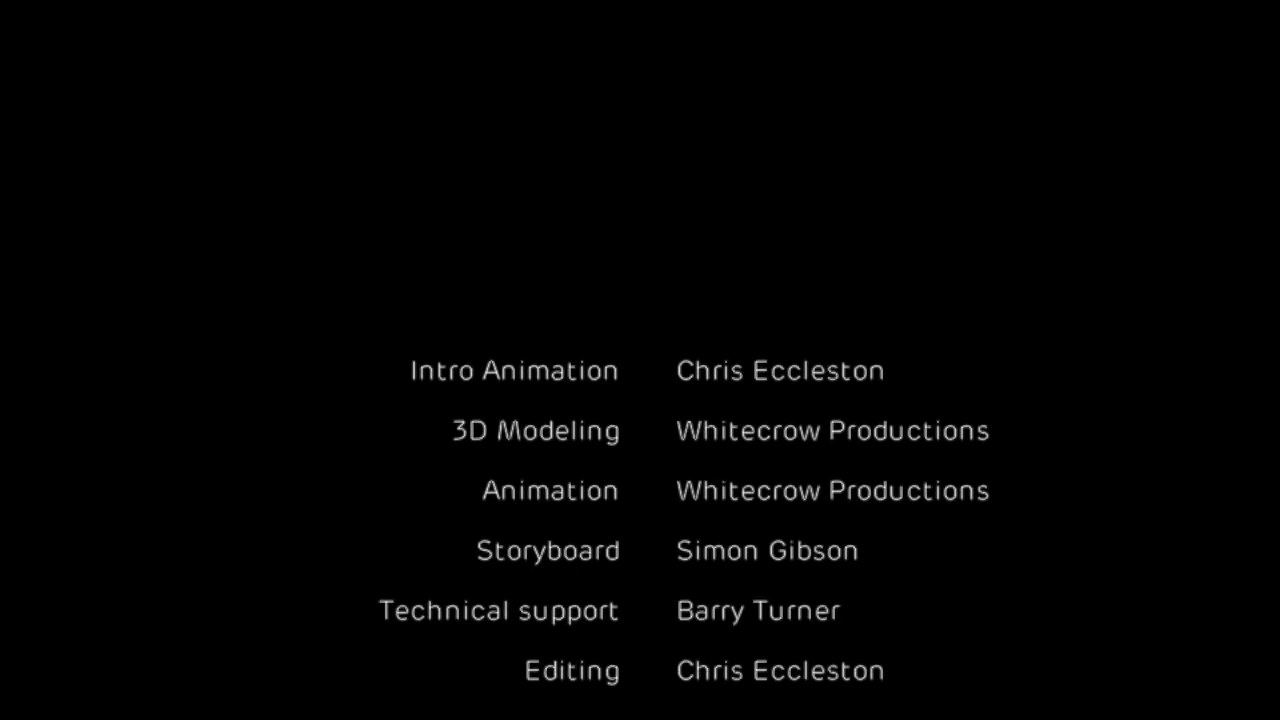 Intro Animation Chris Eccleston
3D Modeling Whitecrow Productions
Animation Whitecrow Productions
Storyboard Simon Gibson
Technical support Barry Turner
Editing Chris Eccleston